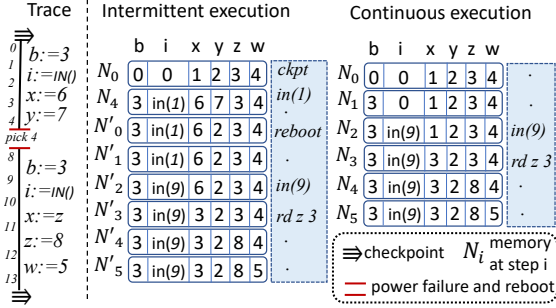 Trace
0
1 b:=3
2 i:=IN()
3 x:=6
4 y:=7
pick 4
8
b:=3
9 i:=IN()
10
11 x:=z
12 z:=8
13 w:=5
Intermittent execution
b i x y z w
N0 0 0 1 2 3 4 ckpt
N4 3 in(1) 6 7 3 4 in(1)
.
N'0 3 in(1) 6 2 3 4 reboot
N'1 3 in(1) 6 2 3 4 .
N'2 3 in(9) 6 2 3 4 in(9)
N'3 3 in(9) 3 2 3 4 rd z 3
N'4 3 in(9) 3 2 8 4 .
N'5 3 in(9) 3 2 8 5 .
Continuous execution
b i x y z w
N0 0 0 1 2 3 4 .
N1 3 0 1 2 3 4 .
N2 3 in(9) 1 2 3 4 in(9)
N3 3 in(9) 3 2 3 4 rd z 3
N4 3 in(9) 3 2 8 4 .
N5 3 in(9) 3 2 8 5 .
checkpoint Ni memory
at step i
power failure and reboot